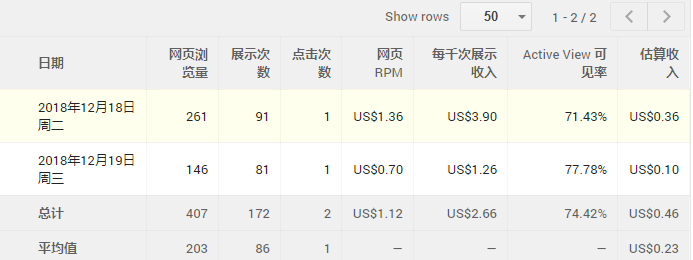 Show rows 50 1 - 2 / 2
日期 网页浏览量 展示次数 点击次数 网页 RPM 每千次展示收入 Active View 可见率 估算收入
2018年12月18日周二 261 91 1 US$1.36 US$3.90 71.43% US$0.36
2018年12月19日周三 146 81 1 US$0.70 US$1.26 77.78% US$0.10
总计 407 172 2 US$1.12 US$2.66 74.42% US$0.46
平均值 203 86 1 — — — US$0.23